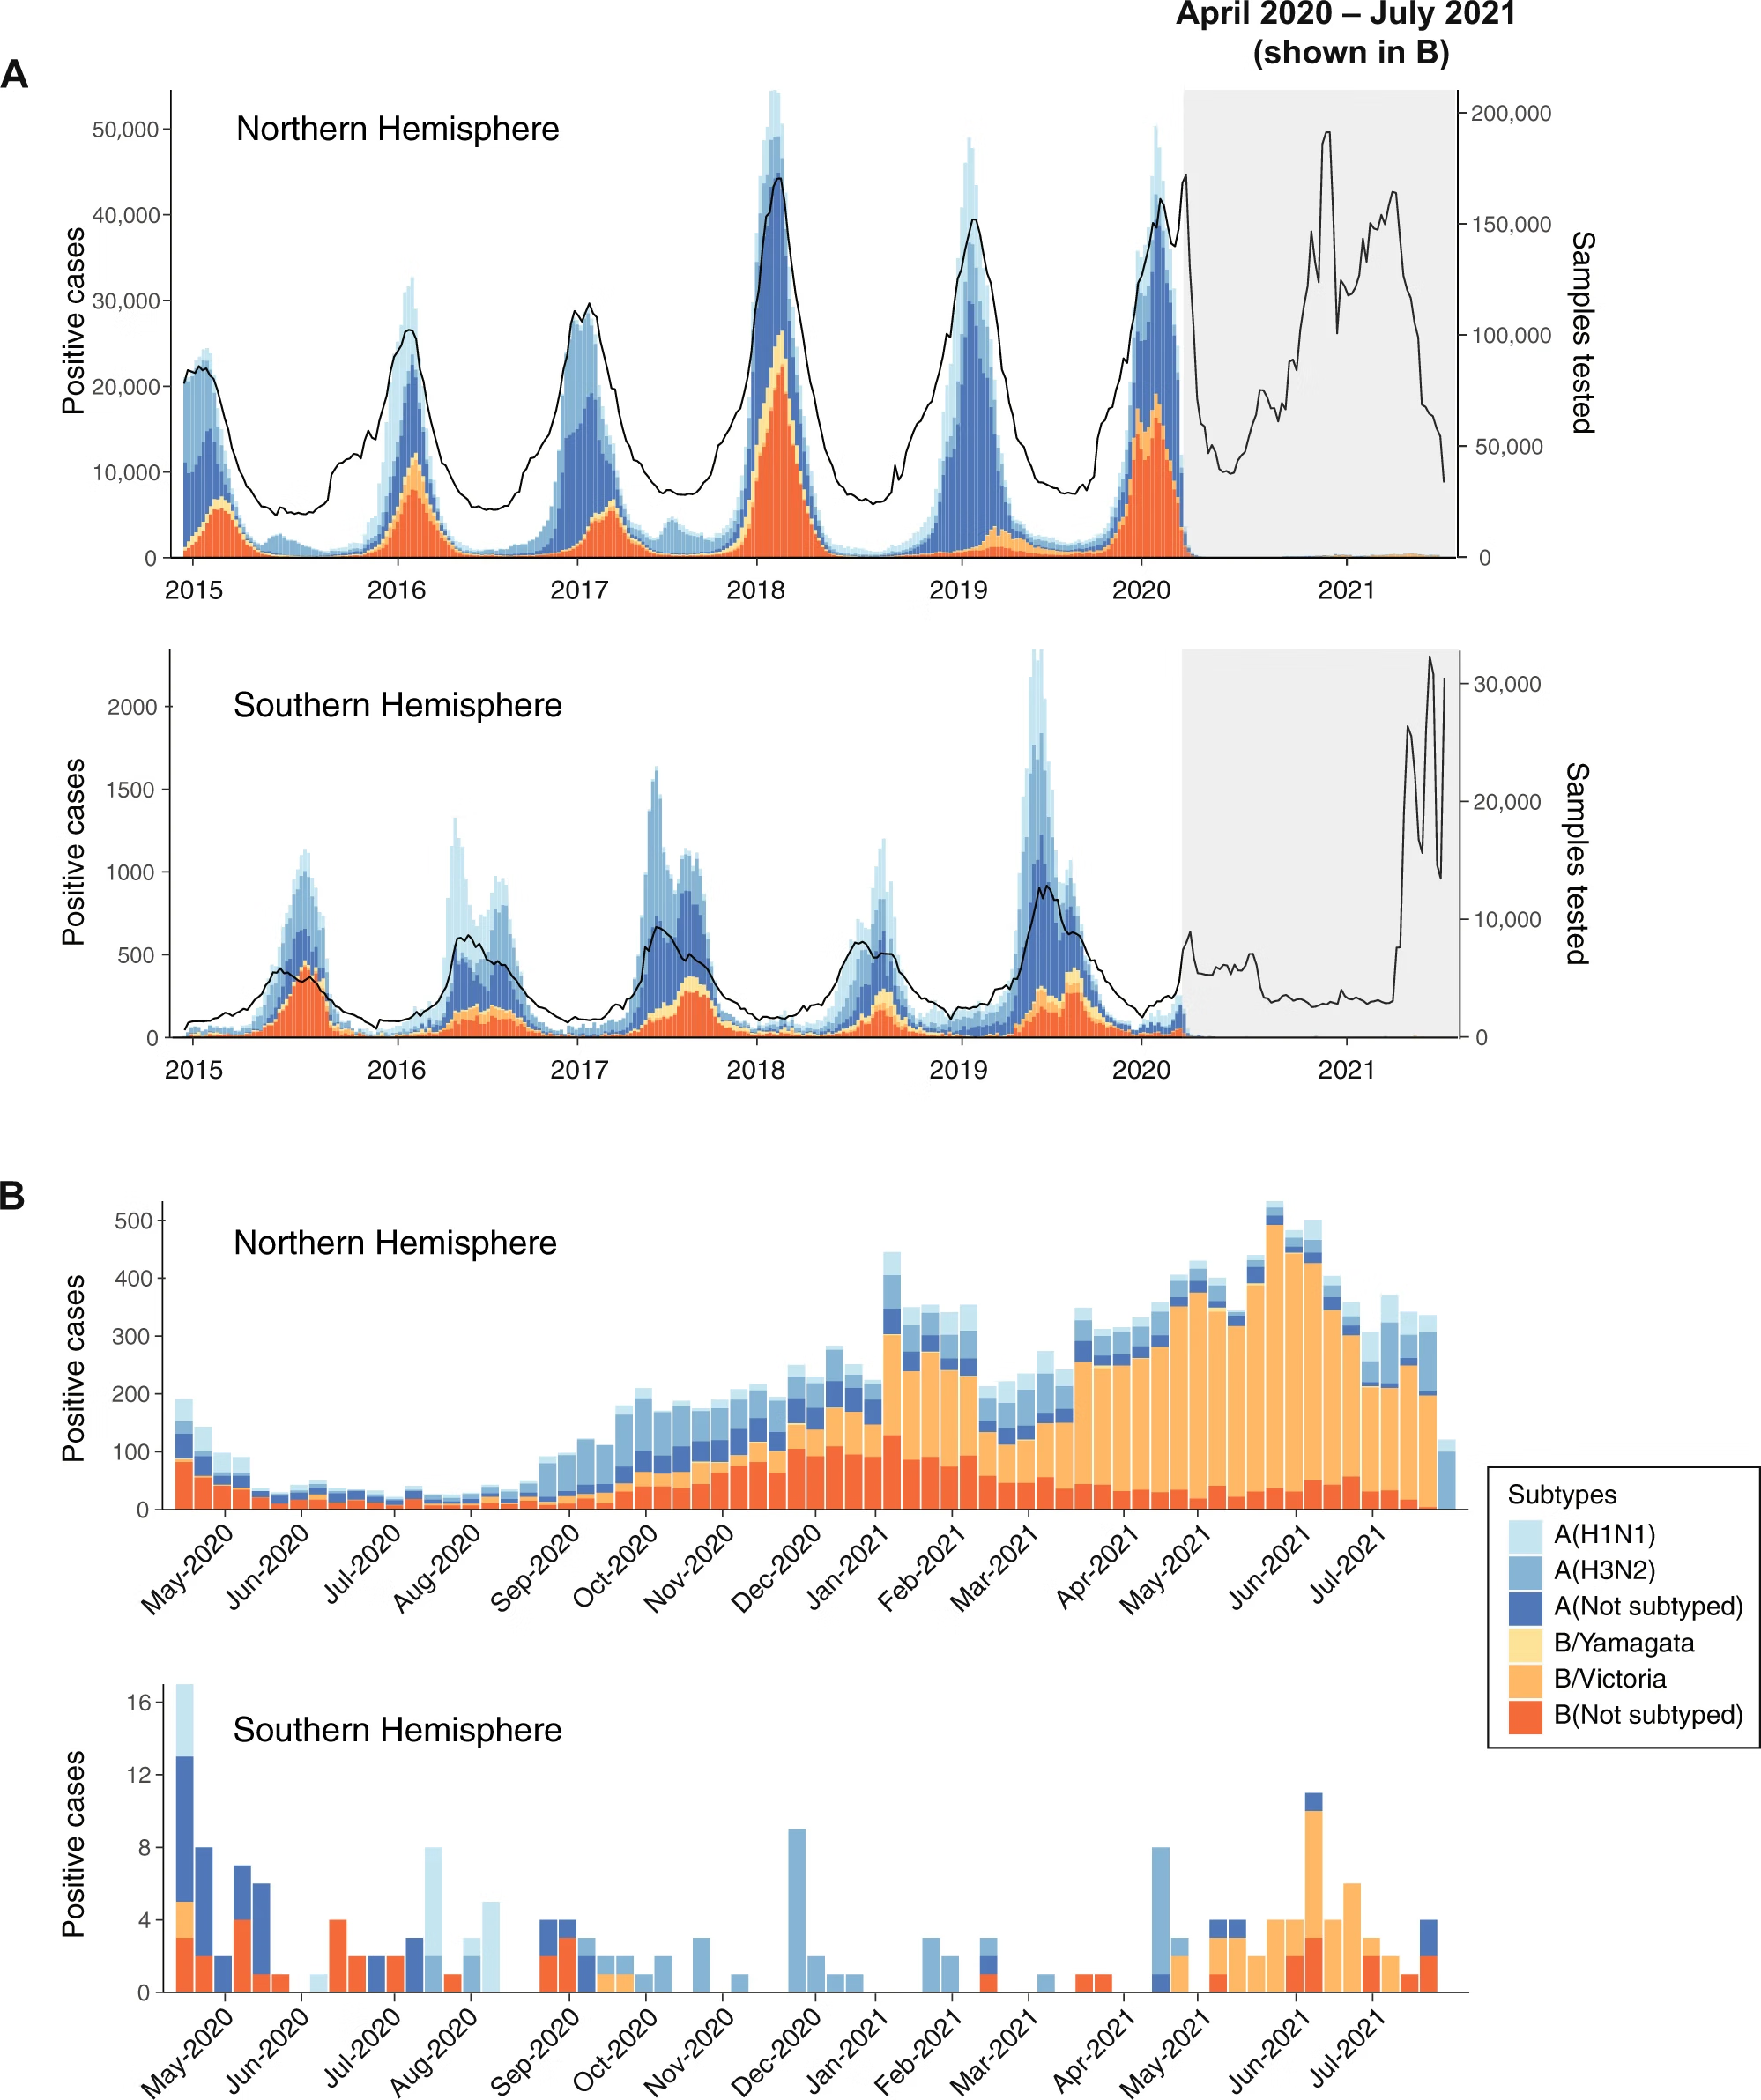 April 2020 – July 2021
(shown in B)
A
Northern Hemisphere
Positive cases
50,000
40,000
30,000
20,000
10,000
0
Samples tested
200,000
150,000
100,000
50,000
0
2015 2016 2017 2018 2019 2020 2021
Southern Hemisphere
Positive cases
2000
1500
1000
500
0
Samples tested
30,000
20,000
10,000
0
2015 2016 2017 2018 2019 2020 2021
B
Northern Hemisphere
Positive cases
500
400
300
200
100
0
May-2020 Jun-2020 Jul-2020 Aug-2020 Sep-2020 Oct-2020 Nov-2020 Dec-2020 Jan-2021 Feb-2021 Mar-2021 Apr-2021 May-2021 Jun-2021 Jul-2021
Subtypes
A(H1N1)
A(H3N2)
A(Not subtyped)
B/Yamagata
B/Victoria
B(Not subtyped)
Southern Hemisphere
Positive cases
16
12
8
4
0
May-2020 Jun-2020 Jul-2020 Aug-2020 Sep-2020 Oct-2020 Nov-2020 Dec-2020 Jan-2021 Feb-2021 Mar-2021 Apr-2021 May-2021 Jun-2021 Jul-2021